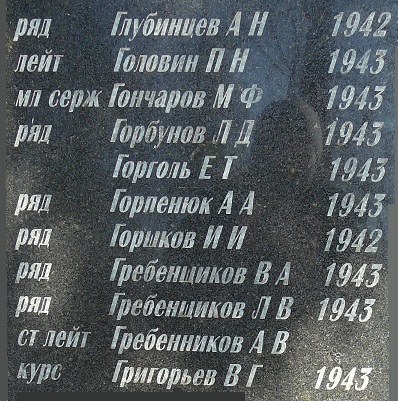 ряд Глубинцев А Н 1942
лейт Головин П Н 1943
мл серж Гончаров М Ф 1943
ряд Горбунов Л Д 1943
Горголь Е Т 1943
ряд Горпенюк А А 1943
ряд Горшков И И 1942
ряд Гребенщиков В А 1943
ряд Гребенщиков Л В 1943
ст лейт Гребенников А В
курс Григорьев В Г 1943